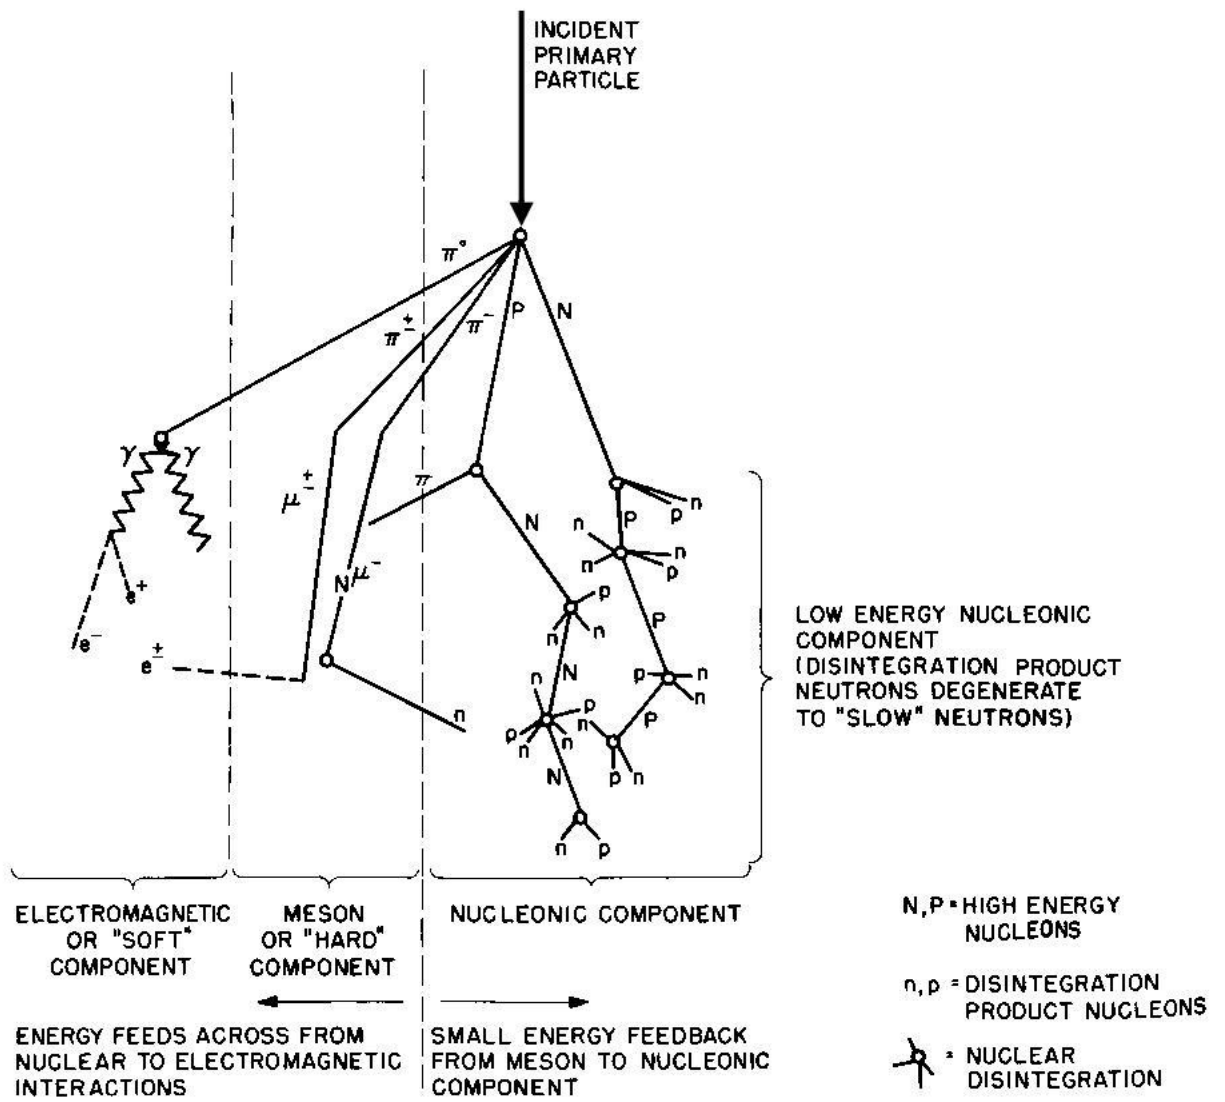 INCIDENT
PRIMARY
PARTICLE
π°
π±
π⁻
P
N
γ
γ
μ±
π
N
P
n
p
n
n
n
p
n
N μ⁻
e⁺
e⁻
e±
p
n
n
P
N
n
p
n
n
p
n
n
p
p
n
n
n
P
n
p
n
N
n
p
LOW ENERGY NUCLEONIC
COMPONENT
(DISINTEGRATION PRODUCT
NEUTRONS DEGENERATE
TO "SLOW" NEUTRONS)
ELECTROMAGNETIC
OR "SOFT"
COMPONENT
MESON
OR "HARD"
COMPONENT
NUCLEONIC COMPONENT
ENERGY FEEDS ACROSS FROM
NUCLEAR TO ELECTROMAGNETIC
INTERACTIONS
SMALL ENERGY FEEDBACK
FROM MESON TO NUCLEONIC
COMPONENT
N,P = HIGH ENERGY
NUCLEONS
n,p = DISINTEGRATION
PRODUCT NUCLEONS
= NUCLEAR
DISINTEGRATION